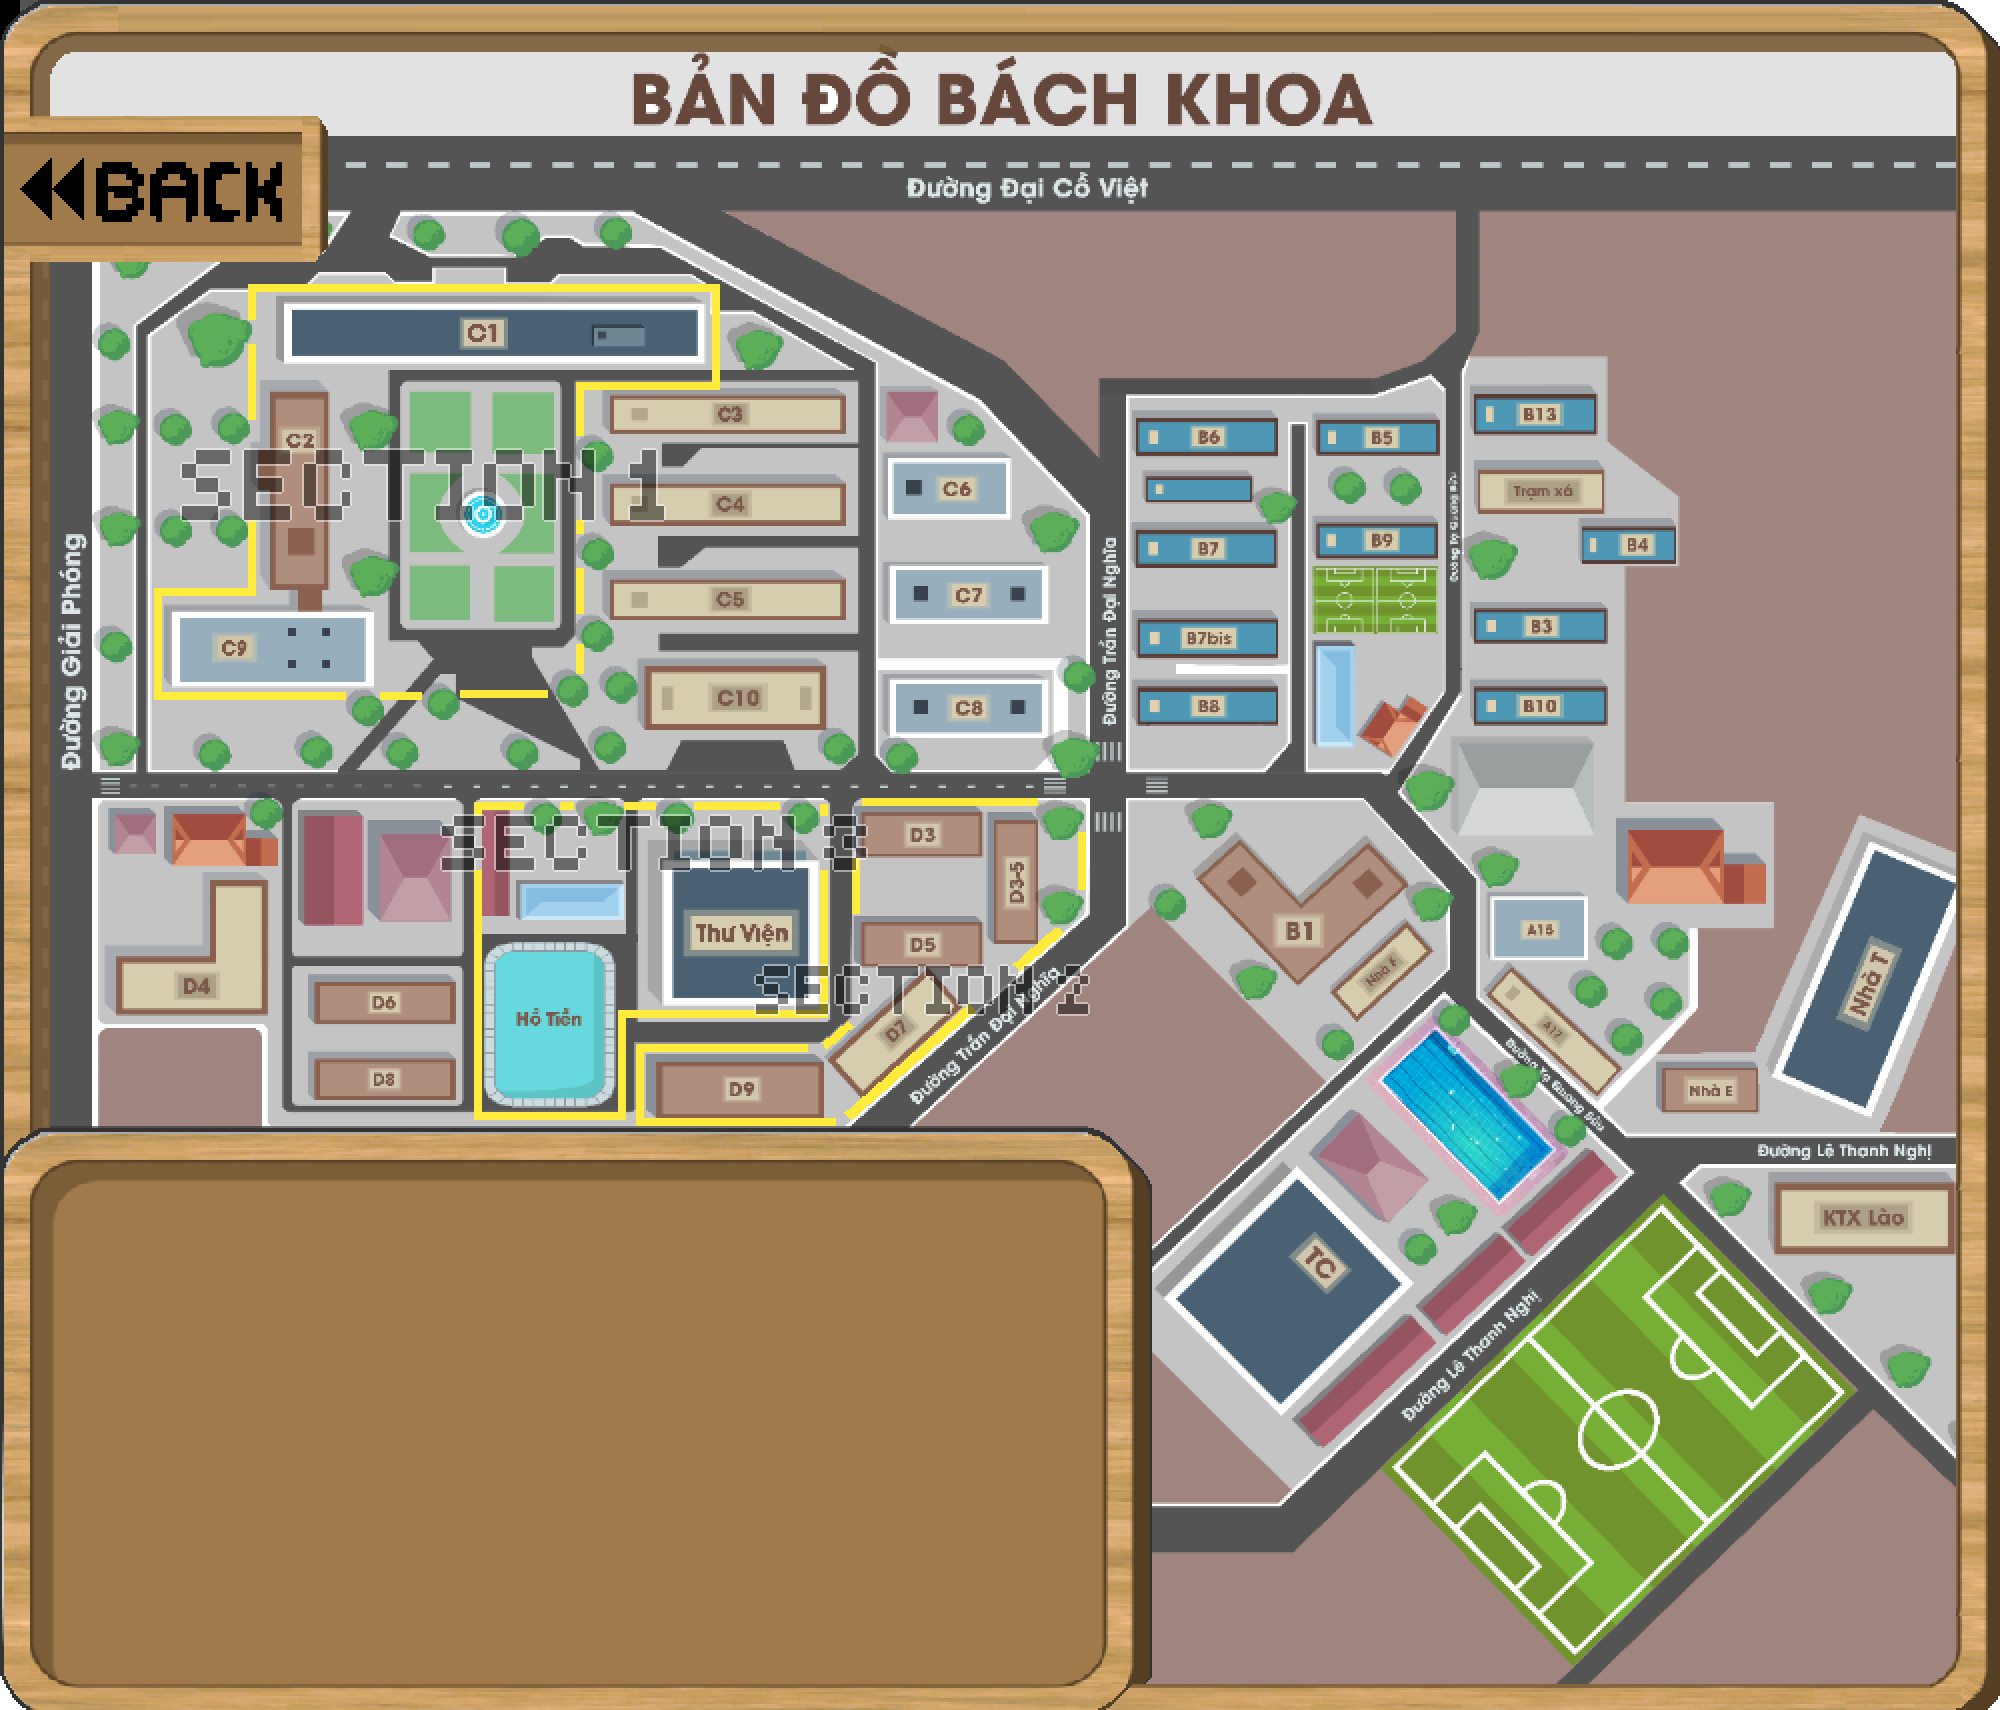 BẢN ĐỒ BÁCH KHOA
BACK
Đường Đại Cồ Việt
C1
C2
C3
C4
C5
C6
C7
C8
C9
C10
SECTION 1
Đường Giải Phóng
Đường Trần Đại Nghĩa
B6
B5
B13
Trạm xá
B7
B9
B4
B7bis
B3
B8
B10
Đường Tạ Quang Bửu
SECTION 3
D3
D3-5
Thư Viện
D5
D4
D6
D8
Hồ Tiền
SECTION 2
D7
D9
Đường Trần Đại Nghĩa
B1
Nhà F
A15
A17
Nhà T
Nhà E
Đường Tạ Quang Bửu
Đường Lê Thanh Nghị
KTX Lào
TC
Đường Lê Thanh Nghị